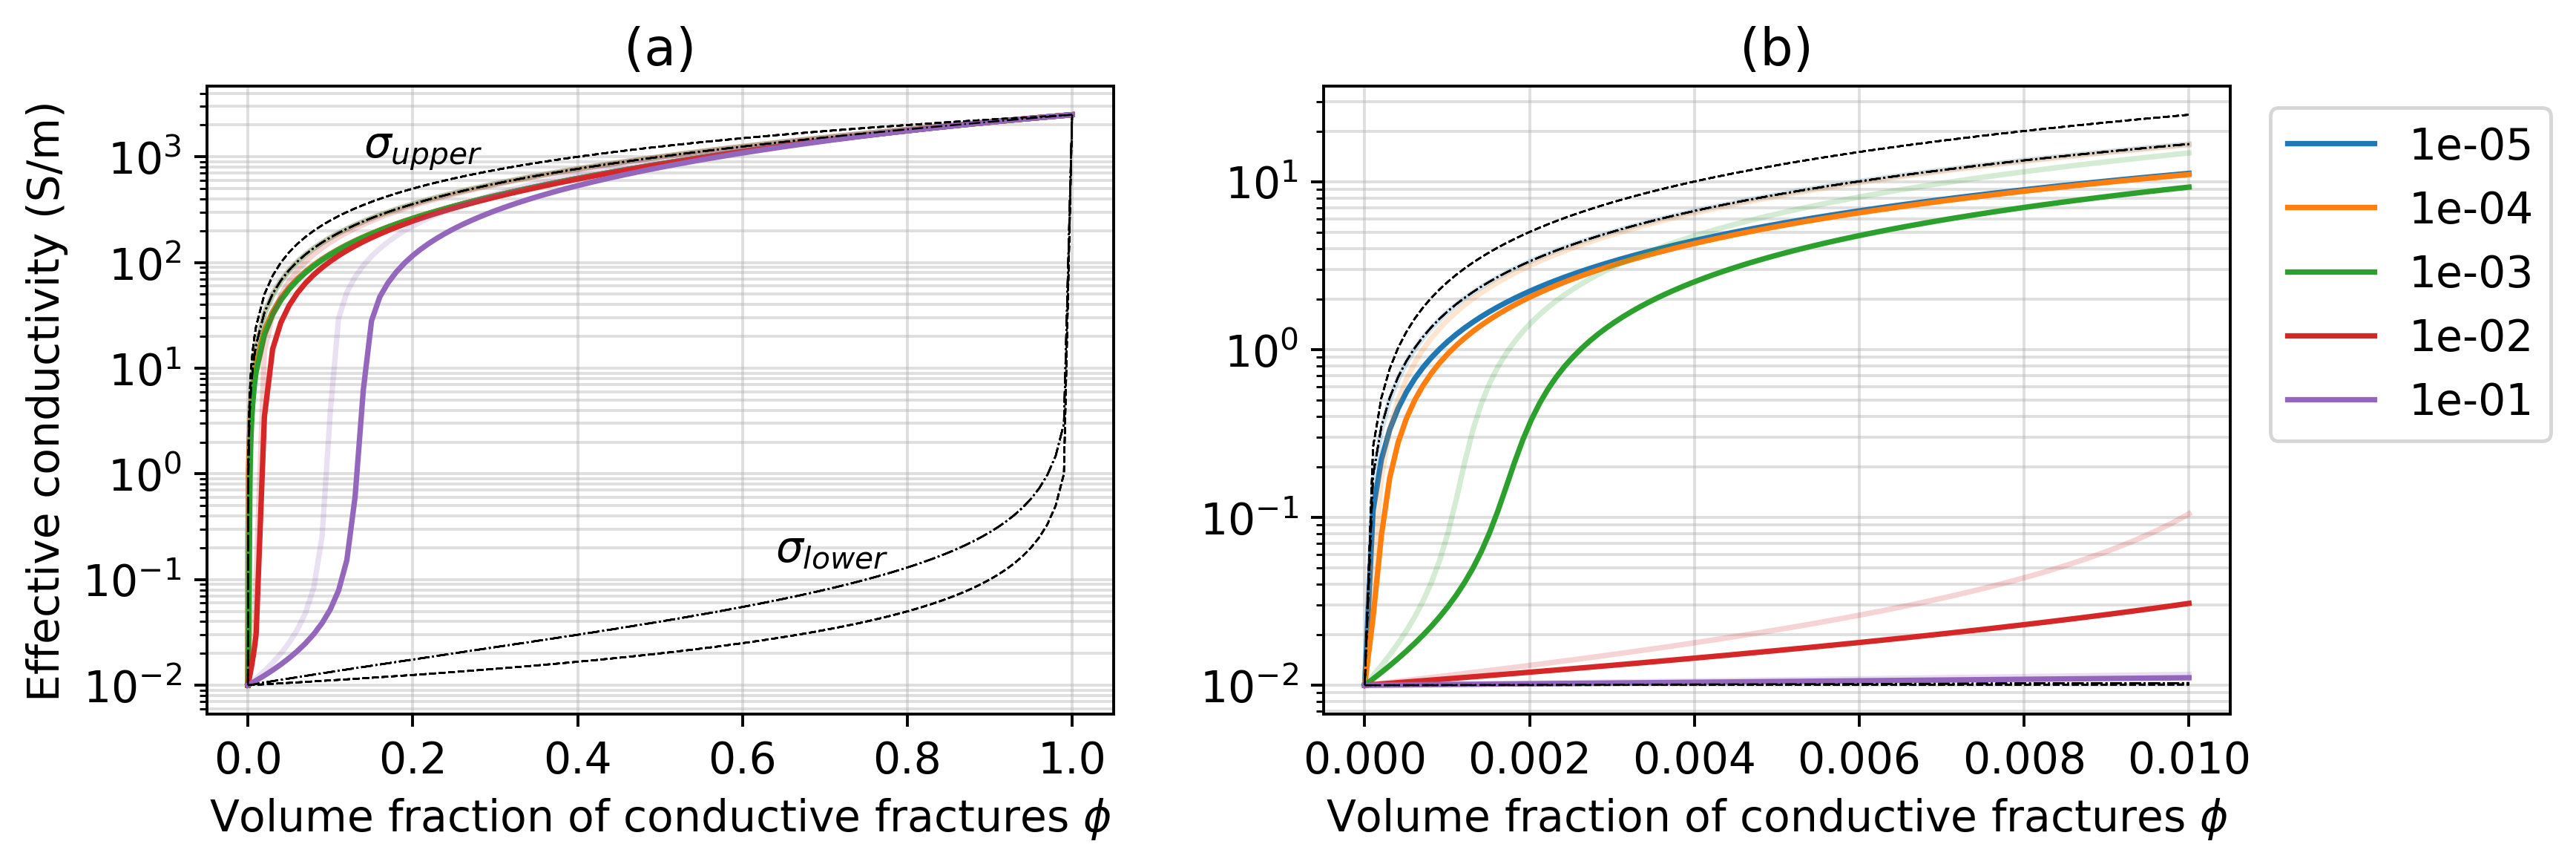 (a)
Effective conductivity (S/m)
10³
10²
10¹
10⁰
10⁻¹
10⁻²
σ_upper
σ_lower
0.0 0.2 0.4 0.6 0.8 1.0
Volume fraction of conductive fractures ϕ
(b)
10¹
10⁰
10⁻¹
10⁻²
0.000 0.002 0.004 0.006 0.008 0.010
Volume fraction of conductive fractures ϕ
1e-05
1e-04
1e-03
1e-02
1e-01